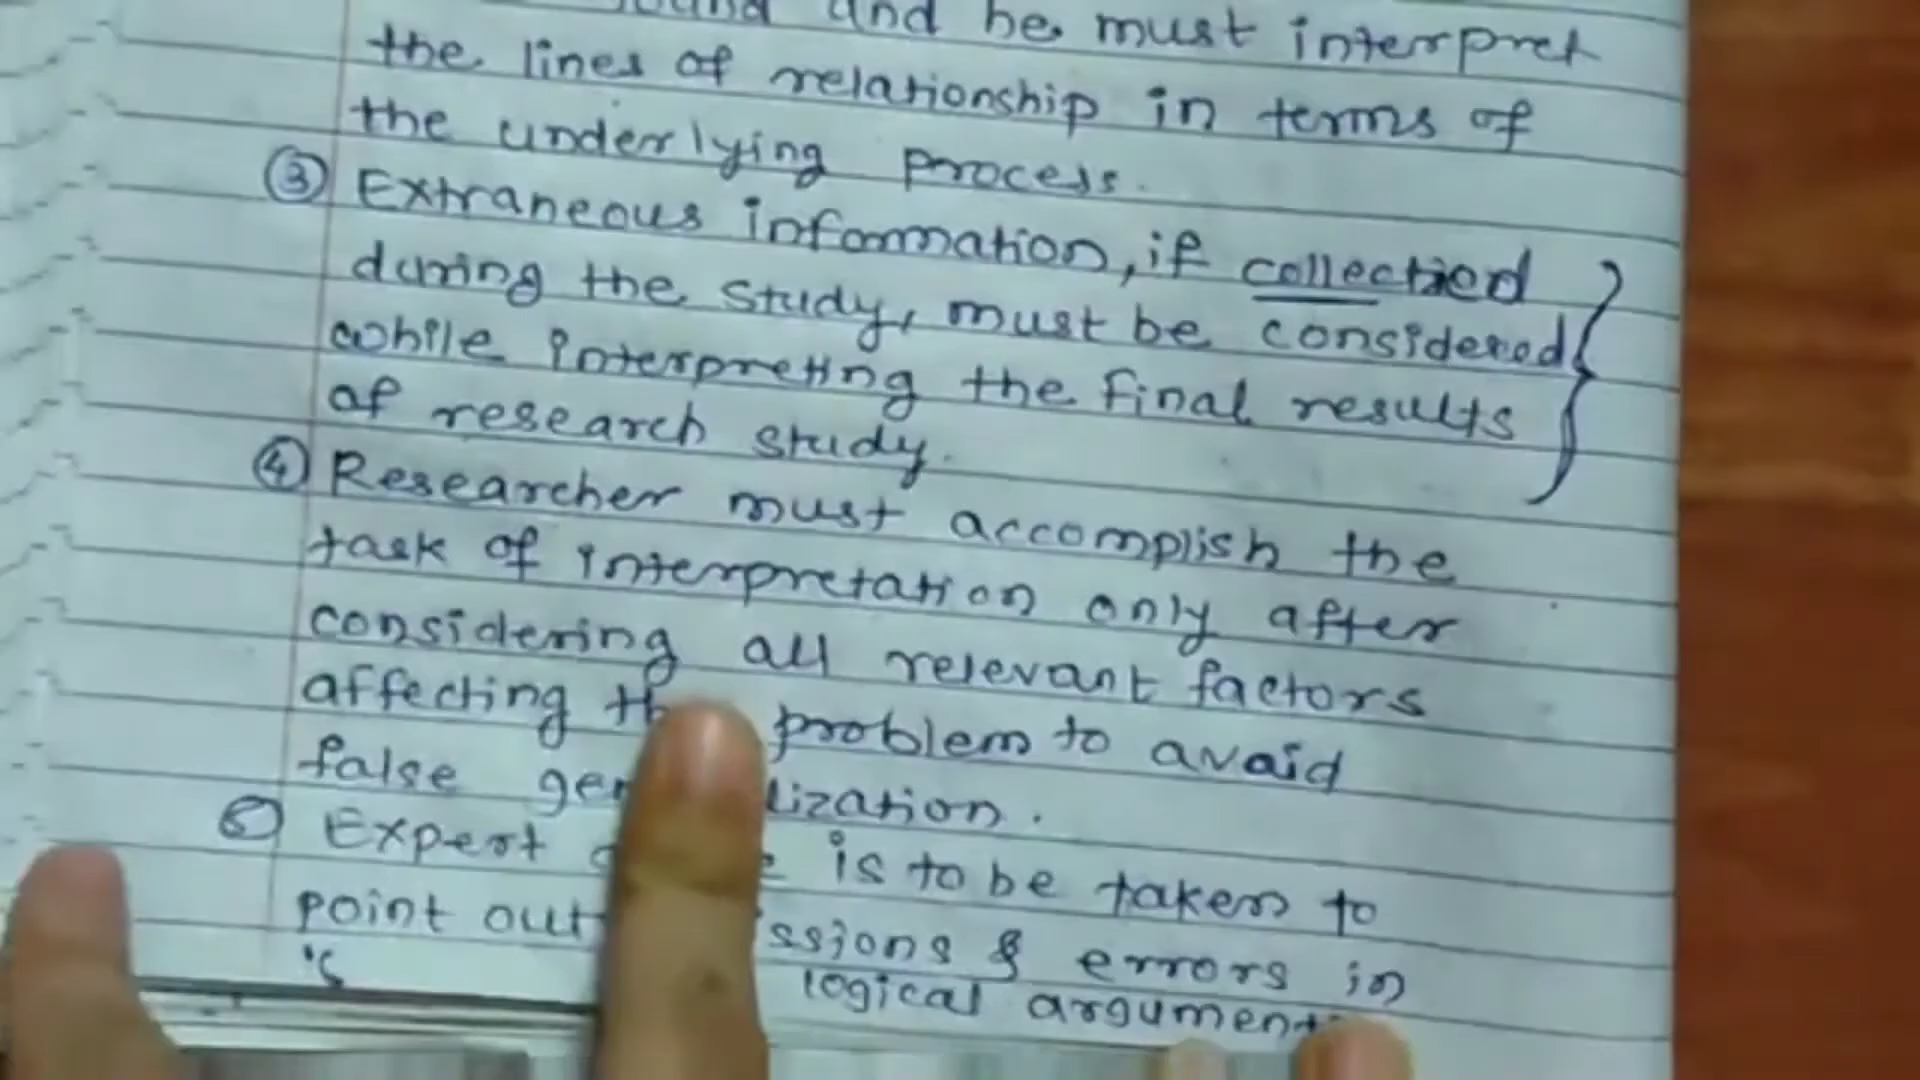 and he must interpret
the lines of relationship in terms of
the underlying process.
③ Extraneous information, if collectied
during the study, must be considered
while interpreting the final results
of research study.
④ Researcher must accomplish the
task of interpretation only after
considering all relevant factors
affecting problem to avaid
false
⑤ Expert is to be taken to
point out & errors in
logical